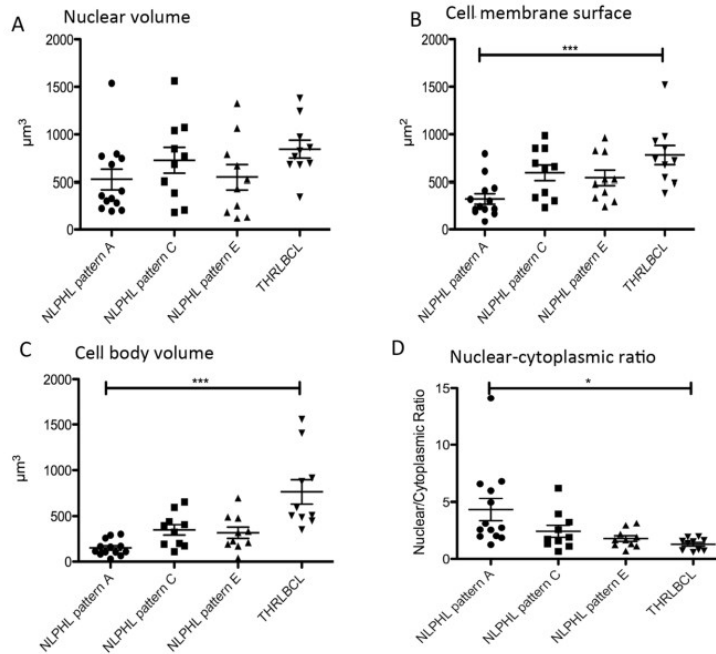 A
Nuclear volume
2000
1500
1000
500
0
µm³
NLPHL pattern A
NLPHL pattern C
NLPHL pattern E
THRLBCL
B
Cell membrane surface
2000
1500
1000
500
0
µm²
***
NLPHL pattern A
NLPHL pattern C
NLPHL pattern E
THRLBCL
C
Cell body volume
2000
1500
1000
500
0
µm³
***
NLPHL pattern A
NLPHL pattern C
NLPHL pattern E
THRLBCL
D
Nuclear-cytoplasmic ratio
15
10
5
0
Nuclear/Cytoplasmic Ratio
*
NLPHL pattern A
NLPHL pattern C
NLPHL pattern E
THRLBCL